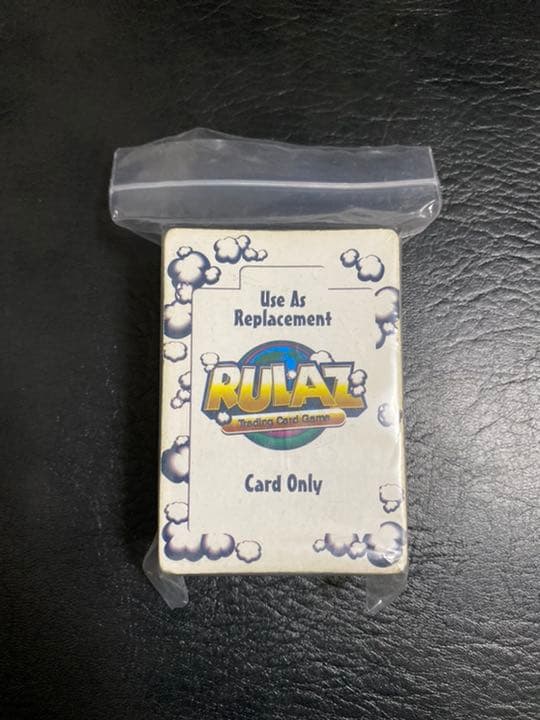 Use As
Replacement
RULAZ
Trading Card Game
Card Only